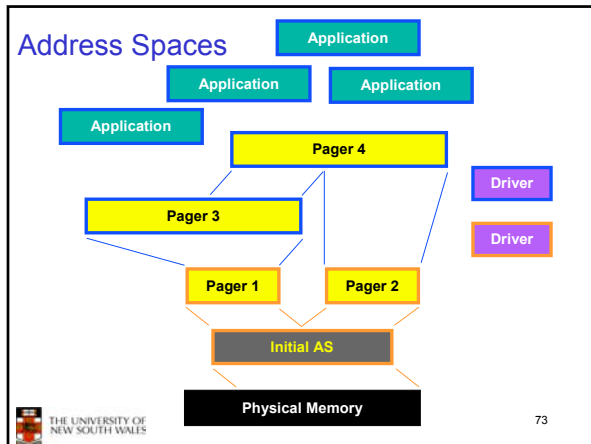 Address Spaces
Application
Application
Application
Application
Pager 4
Driver
Pager 3
Driver
Pager 1
Pager 2
Initial AS
Physical Memory
THE UNIVERSITY OF
NEW SOUTH WALES
73